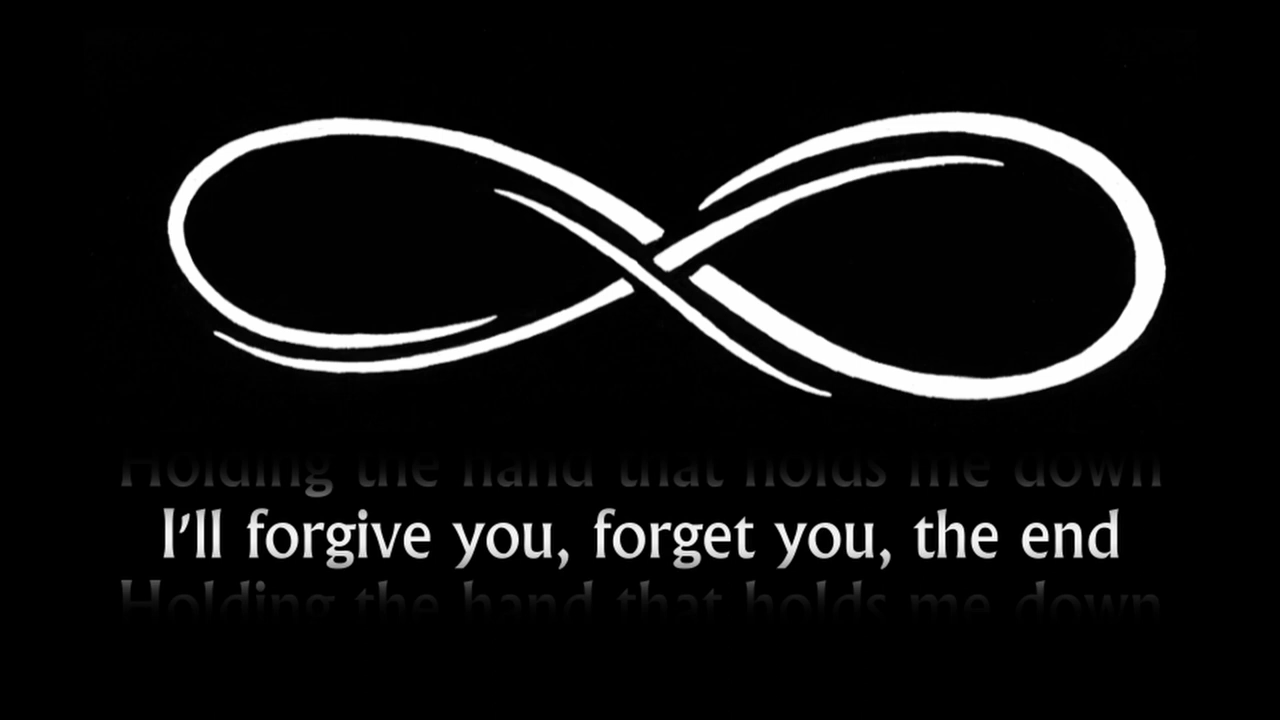 Holding the hand that holds me down
I'll forgive you, forget you, the end
Holding the hand that holds me down